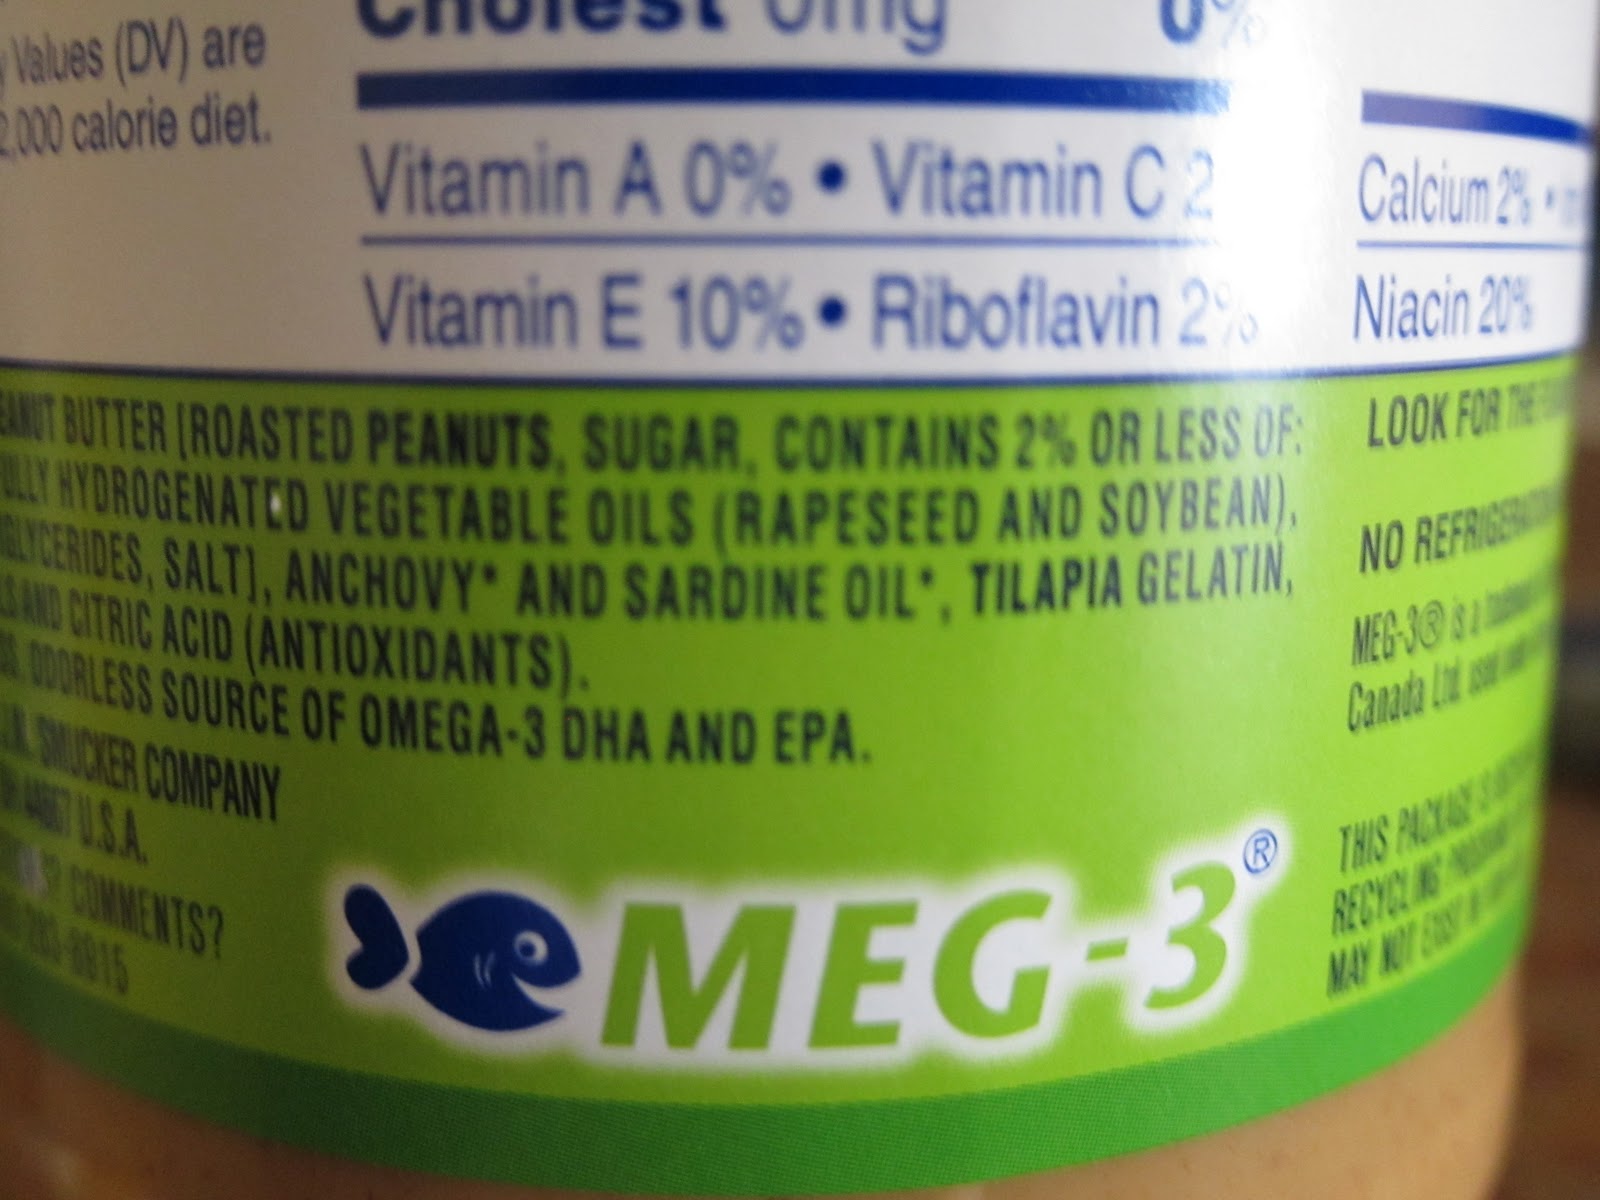 Cholest 0mg 0%
Values (DV) are
2,000 calorie diet.
Vitamin A 0% • Vitamin C 2
Vitamin E 10% • Riboflavin 2%
Calcium 2% •
Niacin 20%
BUTTER [ROASTED PEANUTS, SUGAR, CONTAINS 2% OR LESS OF:
HYDROGENATED VEGETABLE OILS (RAPESEED AND SOYBEAN),
SALT], ANCHOVY* AND SARDINE OIL*, TILAPIA GELATIN,
AND CITRIC ACID (ANTIOXIDANTS).
ODORLESS SOURCE OF OMEGA-3 DHA AND EPA.
SMUCKER COMPANY
U.S.A.
COMMENTS?
MEG-3®
LOOK FOR THE
NO
MEG-3® is a
Canada Ltd.
THIS PACKAGE
RECYCLING
MAY NOT